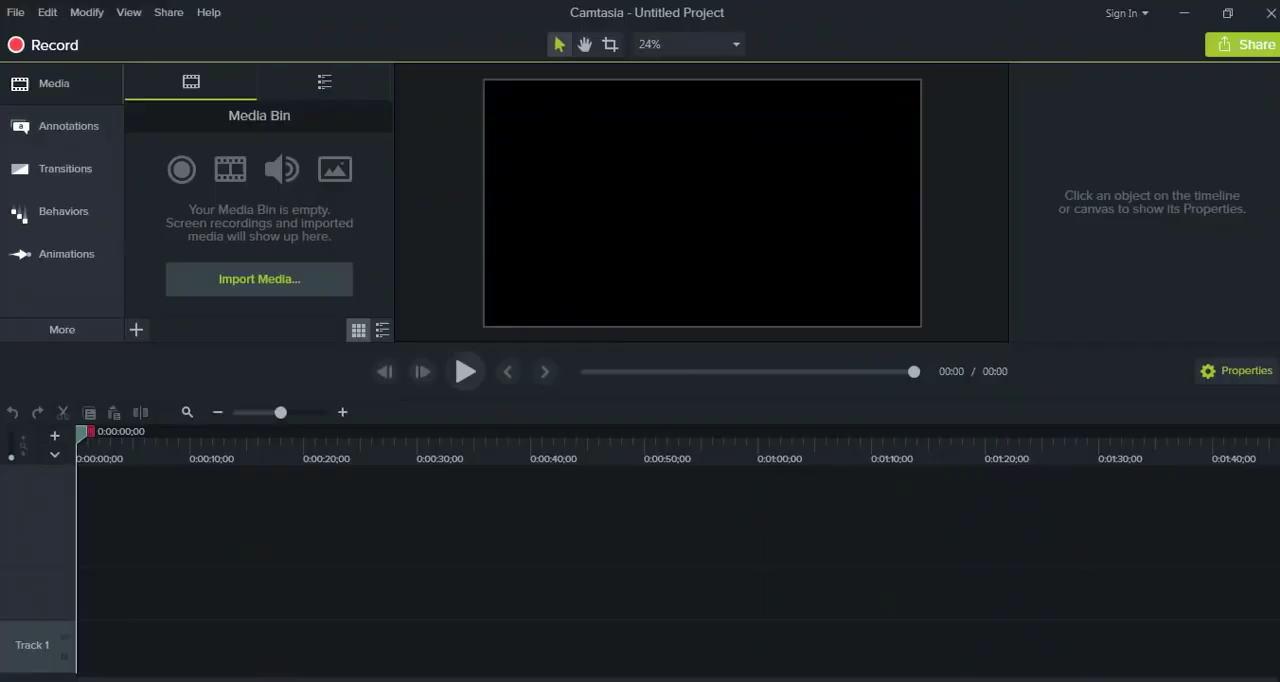 File Edit Modify View Share Help
Camtasia - Untitled Project
Sign In
Record
24%
Share
Media
Annotations
Transitions
Behaviors
Animations
More
Media Bin
Your Media Bin is empty.
Screen recordings and imported
media will show up here.
Import Media...
Click an object on the timeline
or canvas to show its Properties.
00:00 / 00:00
Properties
0:00:00;00
0:00:00;00 0:00:10;00 0:00:20;00 0:00:30;00 0:00:40;00 0:00:50;00 0:01:00;00 0:01:10;00 0:01:20;00 0:01:30;00 0:01:40;00
Track 1